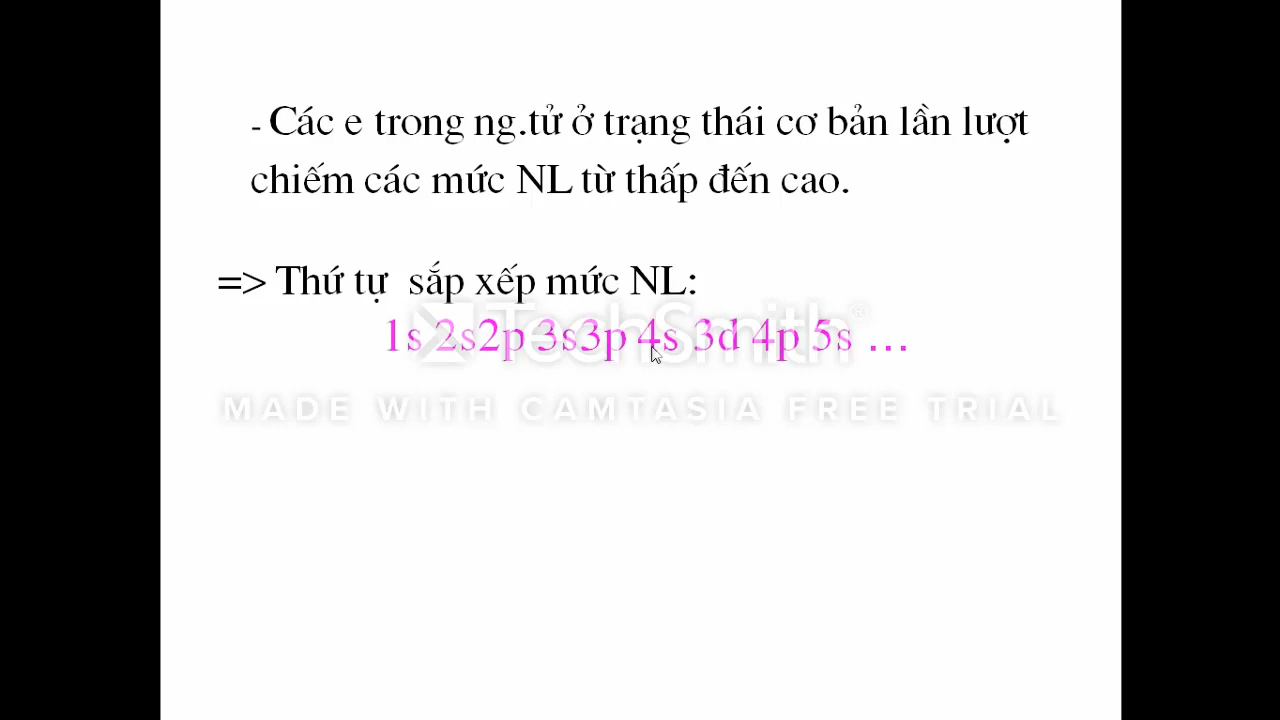 - Các e trong ng.tử ở trạng thái cơ bản lần lượt
chiếm các mức NL từ thấp đến cao.
=> Thứ tự sắp xếp mức NL:
1s 2s2p 3s3p 4s 3d 4p 5s ...
TechSmith®
MADE WITH CAMTASIA FREE TRIAL